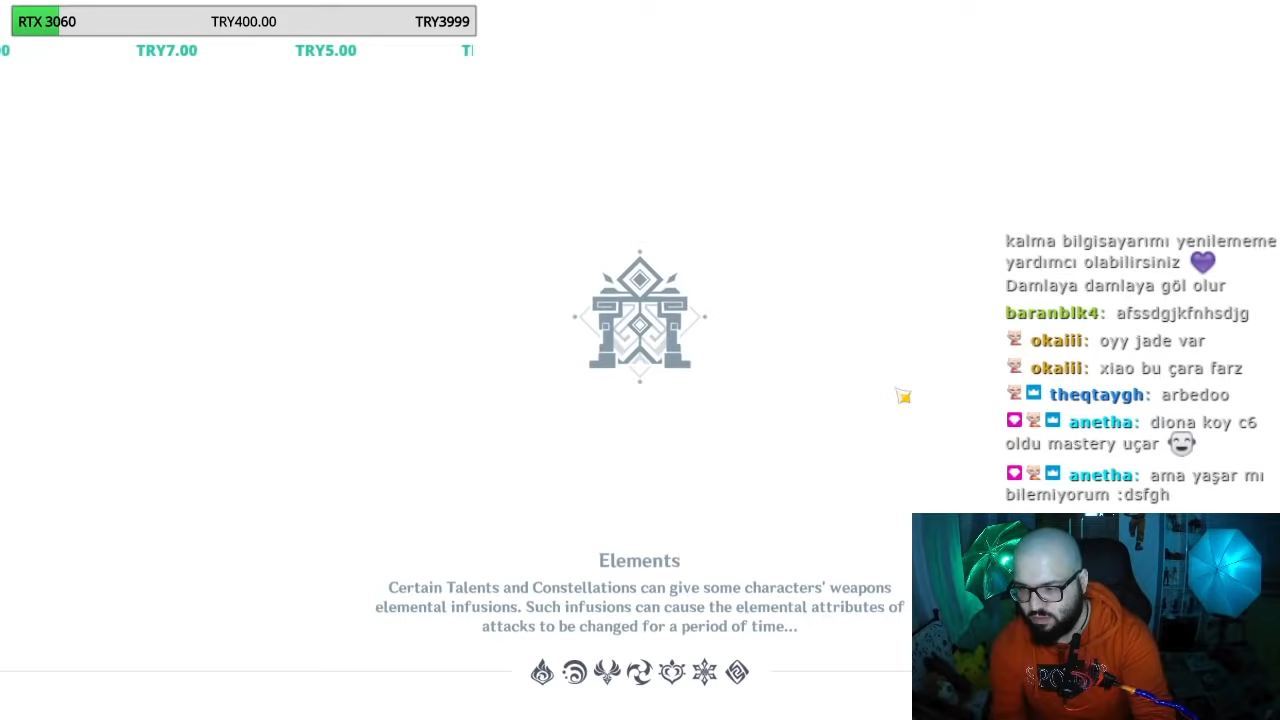 RTX 3060 TRY400.00 TRY3999
TRY7.00 TRY5.00
kalma bilgisayarımı yenilememe
yardımcı olabilirsiniz
Damlaya damlaya göl olur
baranblk4: afssdgjkfnhsdjg
okaiii: oyy jade var
okaiii: xiao bu çara farz
theqtaygh: arbedoo
anetha: diona koy c6
oldu mastery uçar
anetha: ama yaşar mı
bilemiyorum :dsfgh
Elements
Certain Talents and Constellations can give some characters' weapons
elemental infusions. Such infusions can cause the elemental attributes of
attacks to be changed for a period of time...